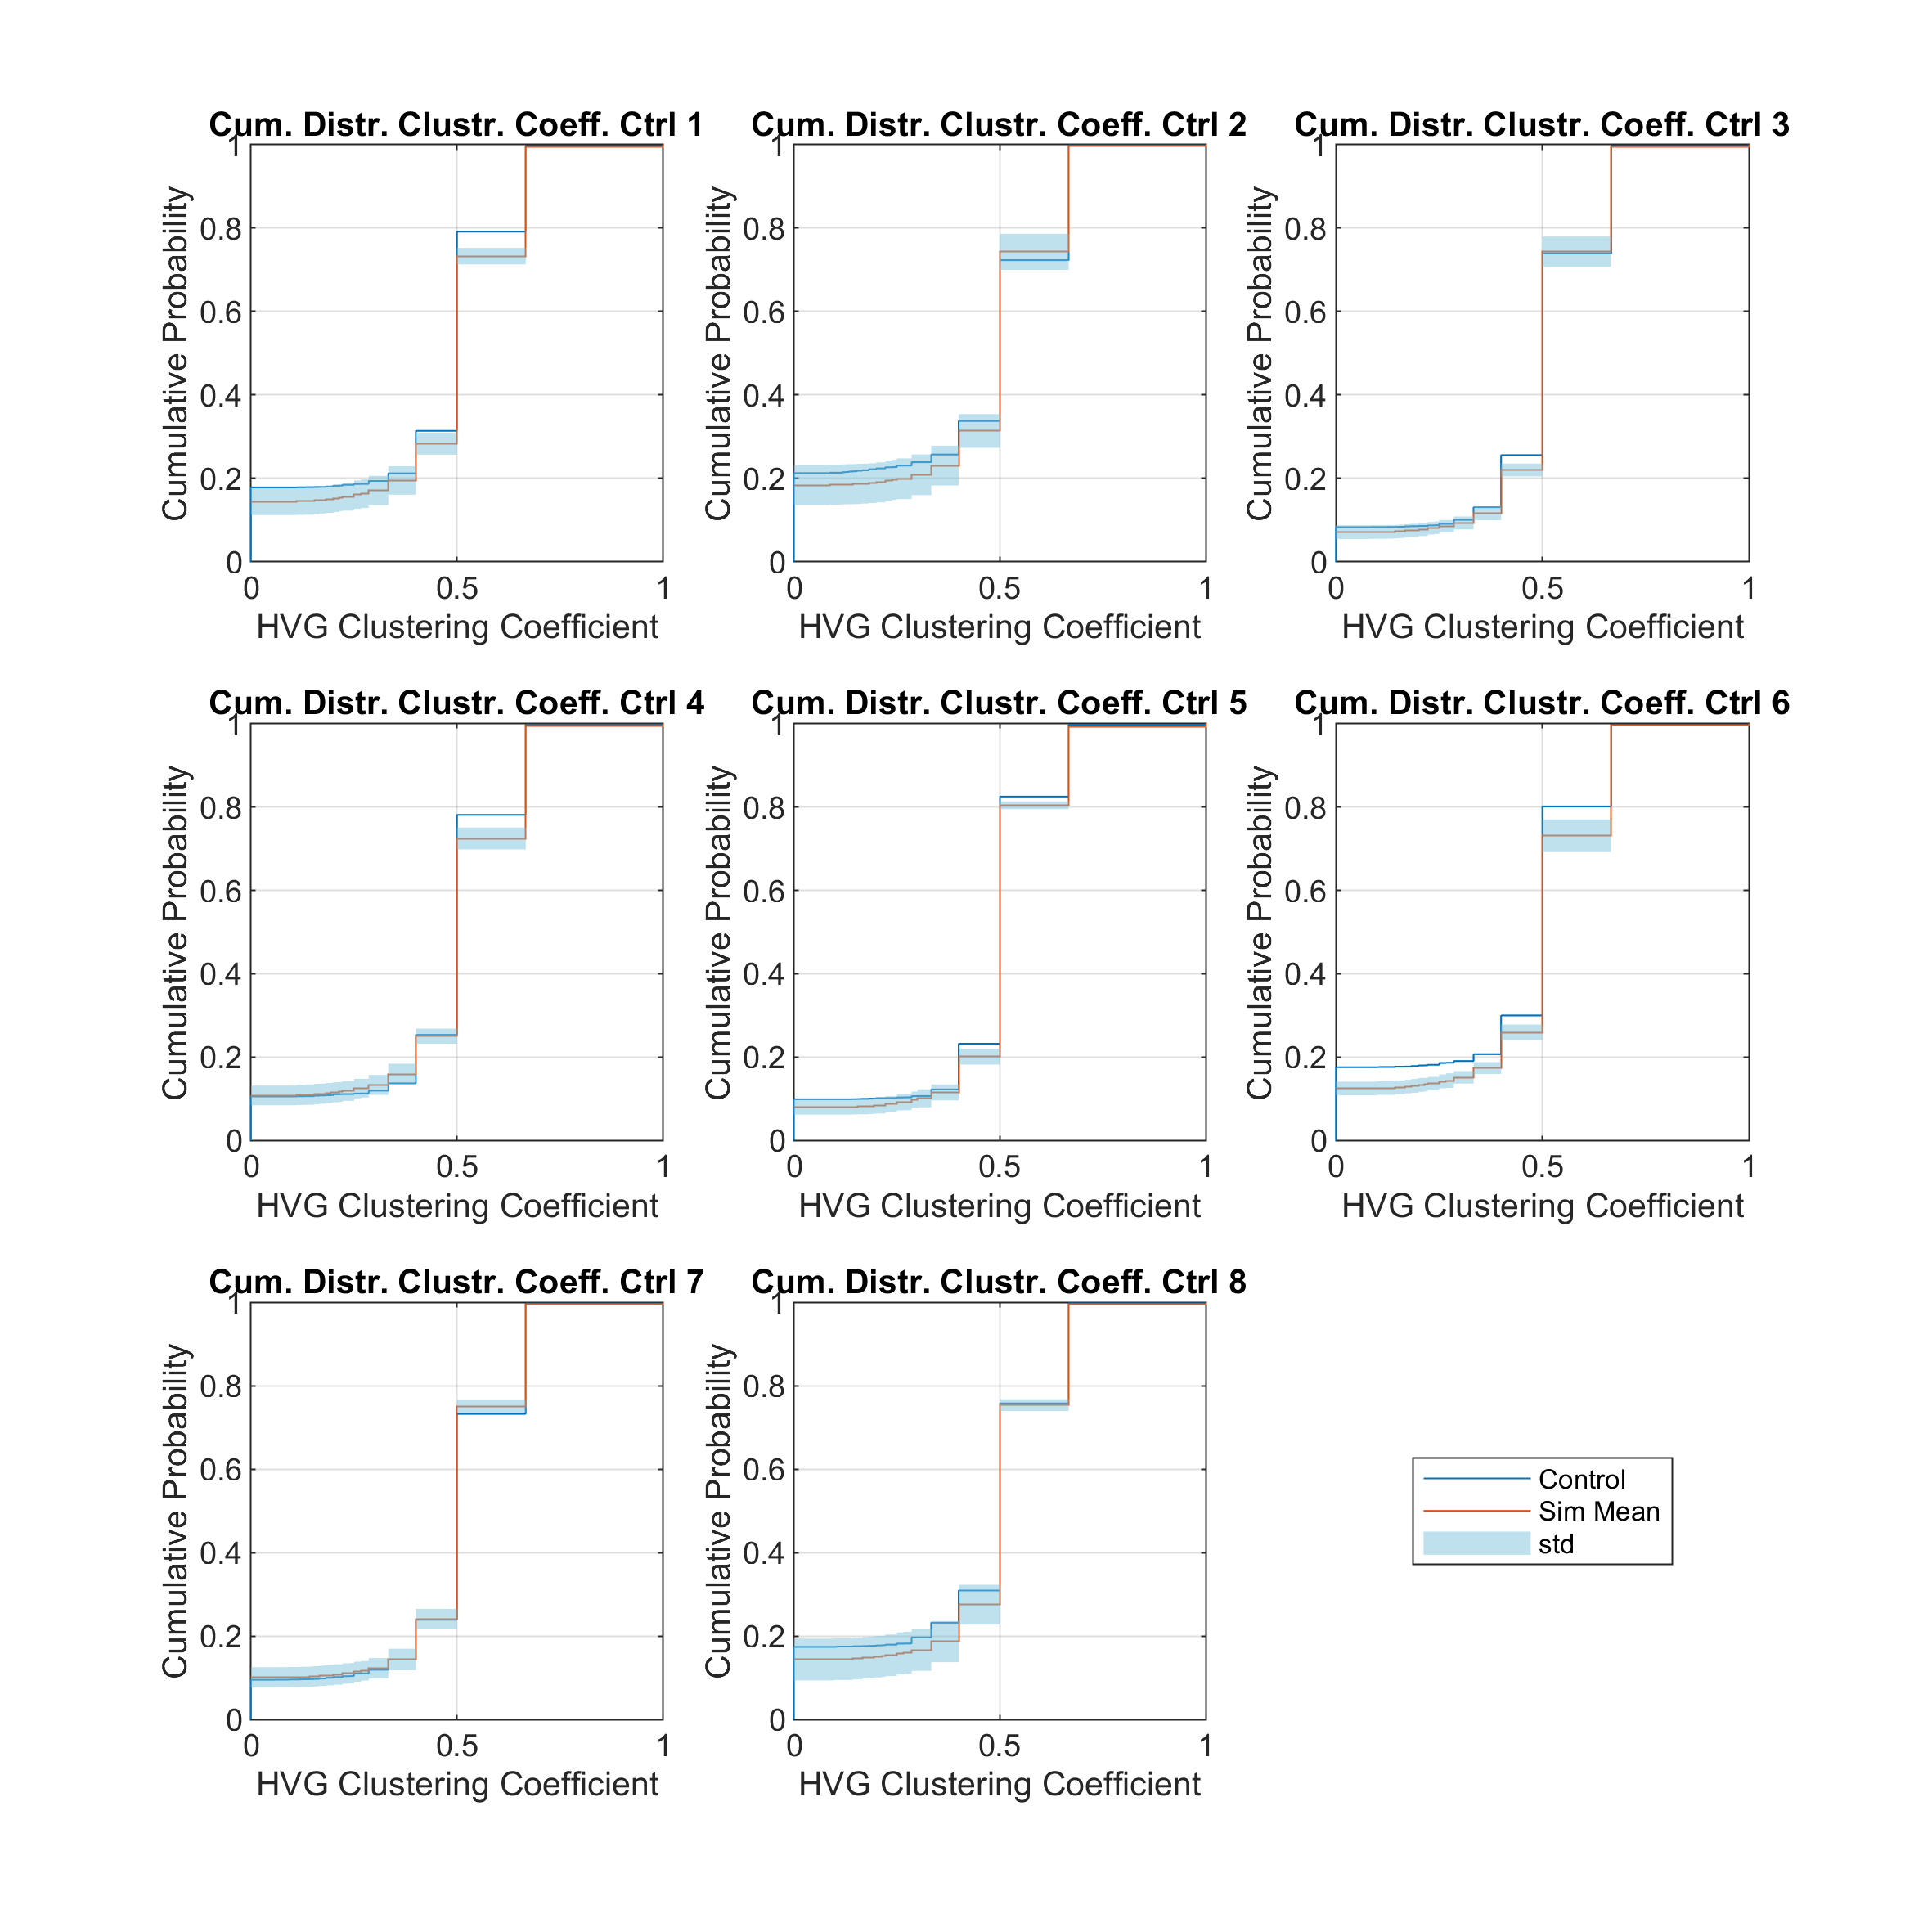 Cum. Distr. Clustr. Coeff. Ctrl 1
Cumulative Probability
1
0.8
0.6
0.4
0.2
0
0 0.5 1
HVG Clustering Coefficient
Cum. Distr. Clustr. Coeff. Ctrl 2
Cumulative Probability
1
0.8
0.6
0.4
0.2
0
0 0.5 1
HVG Clustering Coefficient
Cum. Distr. Clustr. Coeff. Ctrl 3
Cumulative Probability
1
0.8
0.6
0.4
0.2
0
0 0.5 1
HVG Clustering Coefficient
Cum. Distr. Clustr. Coeff. Ctrl 4
Cumulative Probability
1
0.8
0.6
0.4
0.2
0
0 0.5 1
HVG Clustering Coefficient
Cum. Distr. Clustr. Coeff. Ctrl 5
Cumulative Probability
1
0.8
0.6
0.4
0.2
0
0 0.5 1
HVG Clustering Coefficient
Cum. Distr. Clustr. Coeff. Ctrl 6
Cumulative Probability
1
0.8
0.6
0.4
0.2
0
0 0.5 1
HVG Clustering Coefficient
Cum. Distr. Clustr. Coeff. Ctrl 7
Cumulative Probability
1
0.8
0.6
0.4
0.2
0
0 0.5 1
HVG Clustering Coefficient
Cum. Distr. Clustr. Coeff. Ctrl 8
Cumulative Probability
1
0.8
0.6
0.4
0.2
0
0 0.5 1
HVG Clustering Coefficient
Control
Sim Mean
std